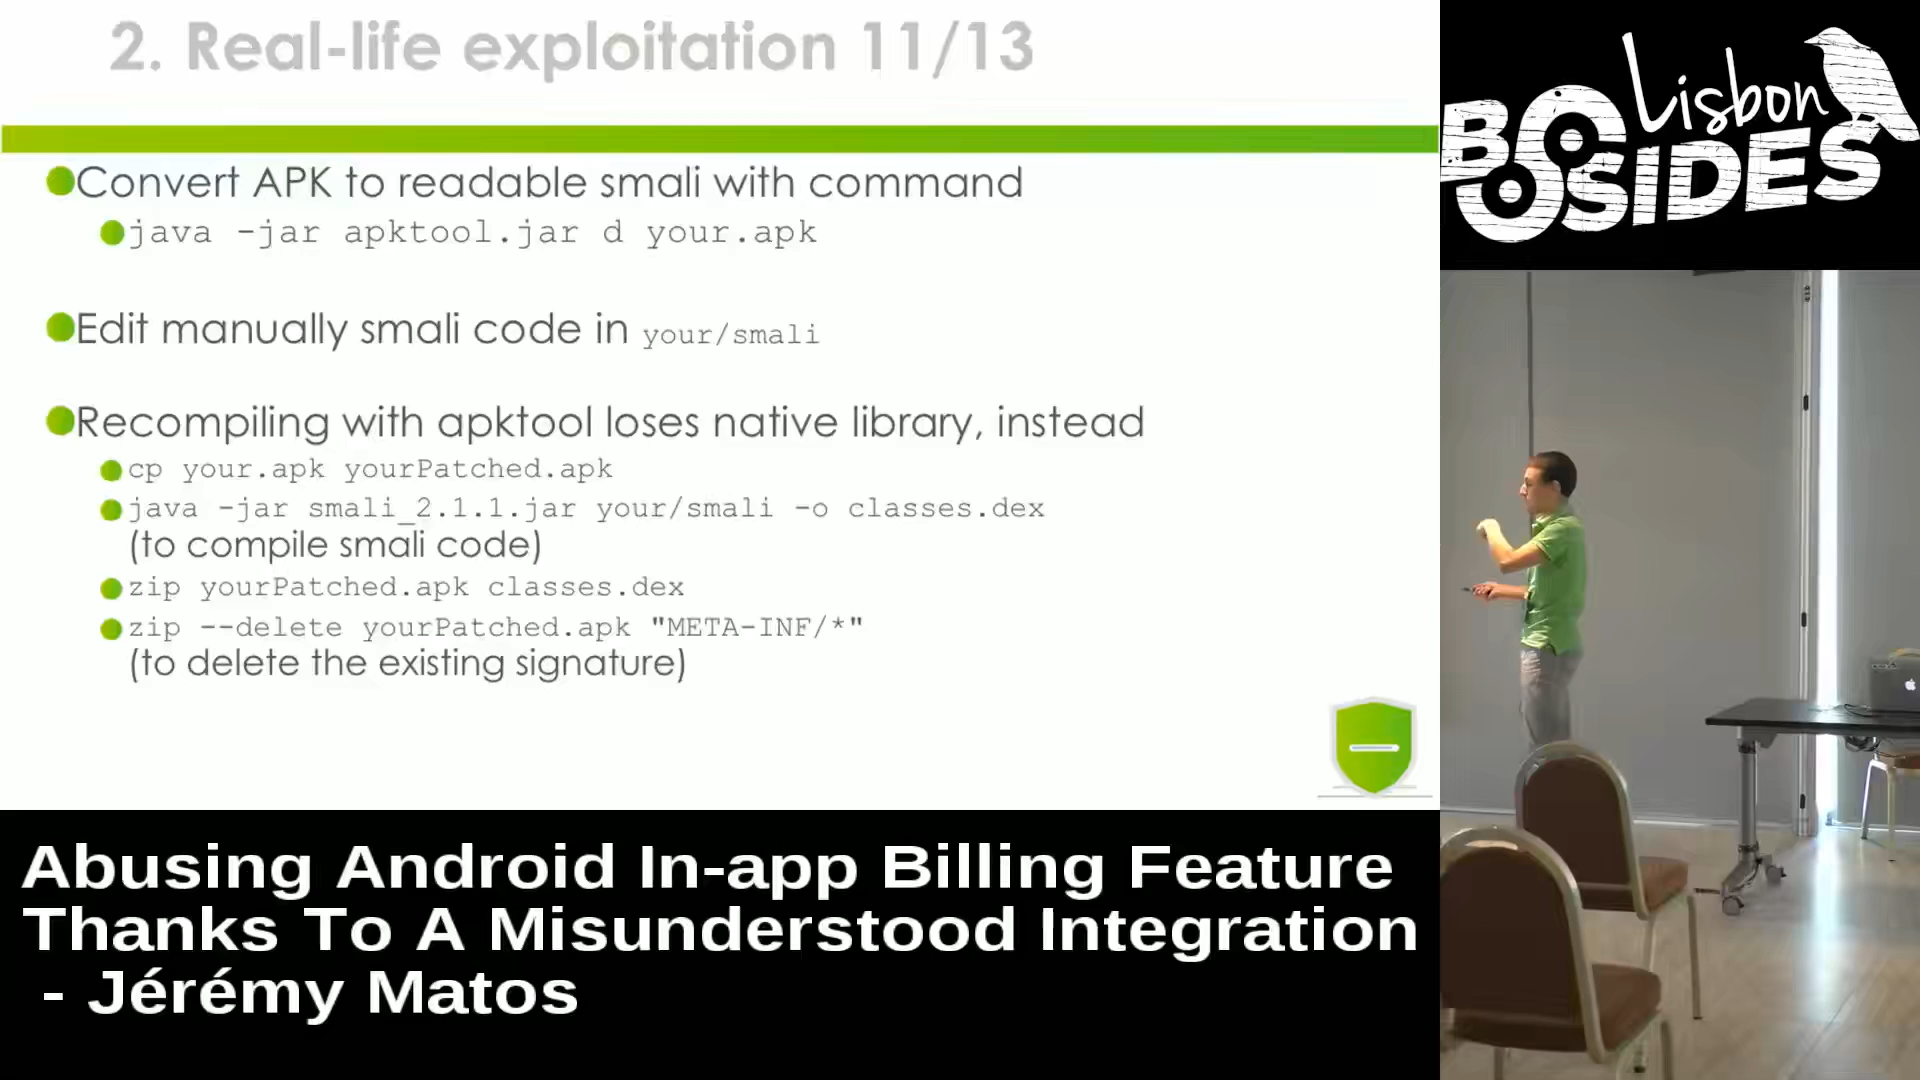 2. Real-life exploitation 11/13
Convert APK to readable smali with command
java -jar apktool.jar d your.apk
Edit manually smali code in your/smali
Recompiling with apktool loses native library, instead
cp your.apk yourPatched.apk
java -jar smali_2.1.1.jar your/smali -o classes.dex
(to compile smali code)
zip yourPatched.apk classes.dex
zip --delete yourPatched.apk "META-INF/*"
(to delete the existing signature)
Lisbon
BSIDES
Abusing Android In-app Billing Feature
Thanks To A Misunderstood Integration
- Jérémy Matos